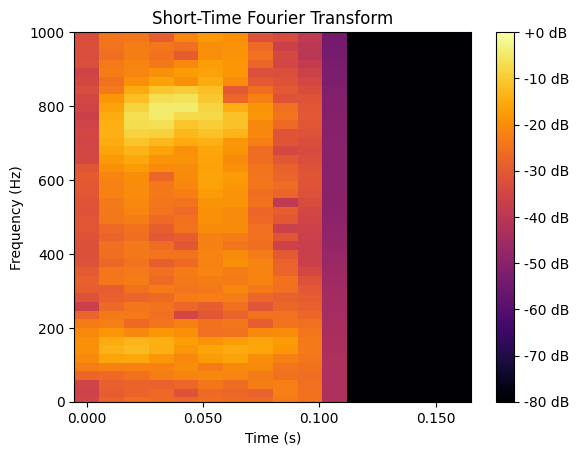 Short-Time Fourier Transform
1000
800
600
400
200
0
Frequency (Hz)
0.000
0.050
0.100
0.150
Time (s)
+0 dB
-10 dB
-20 dB
-30 dB
-40 dB
-50 dB
-60 dB
-70 dB
-80 dB